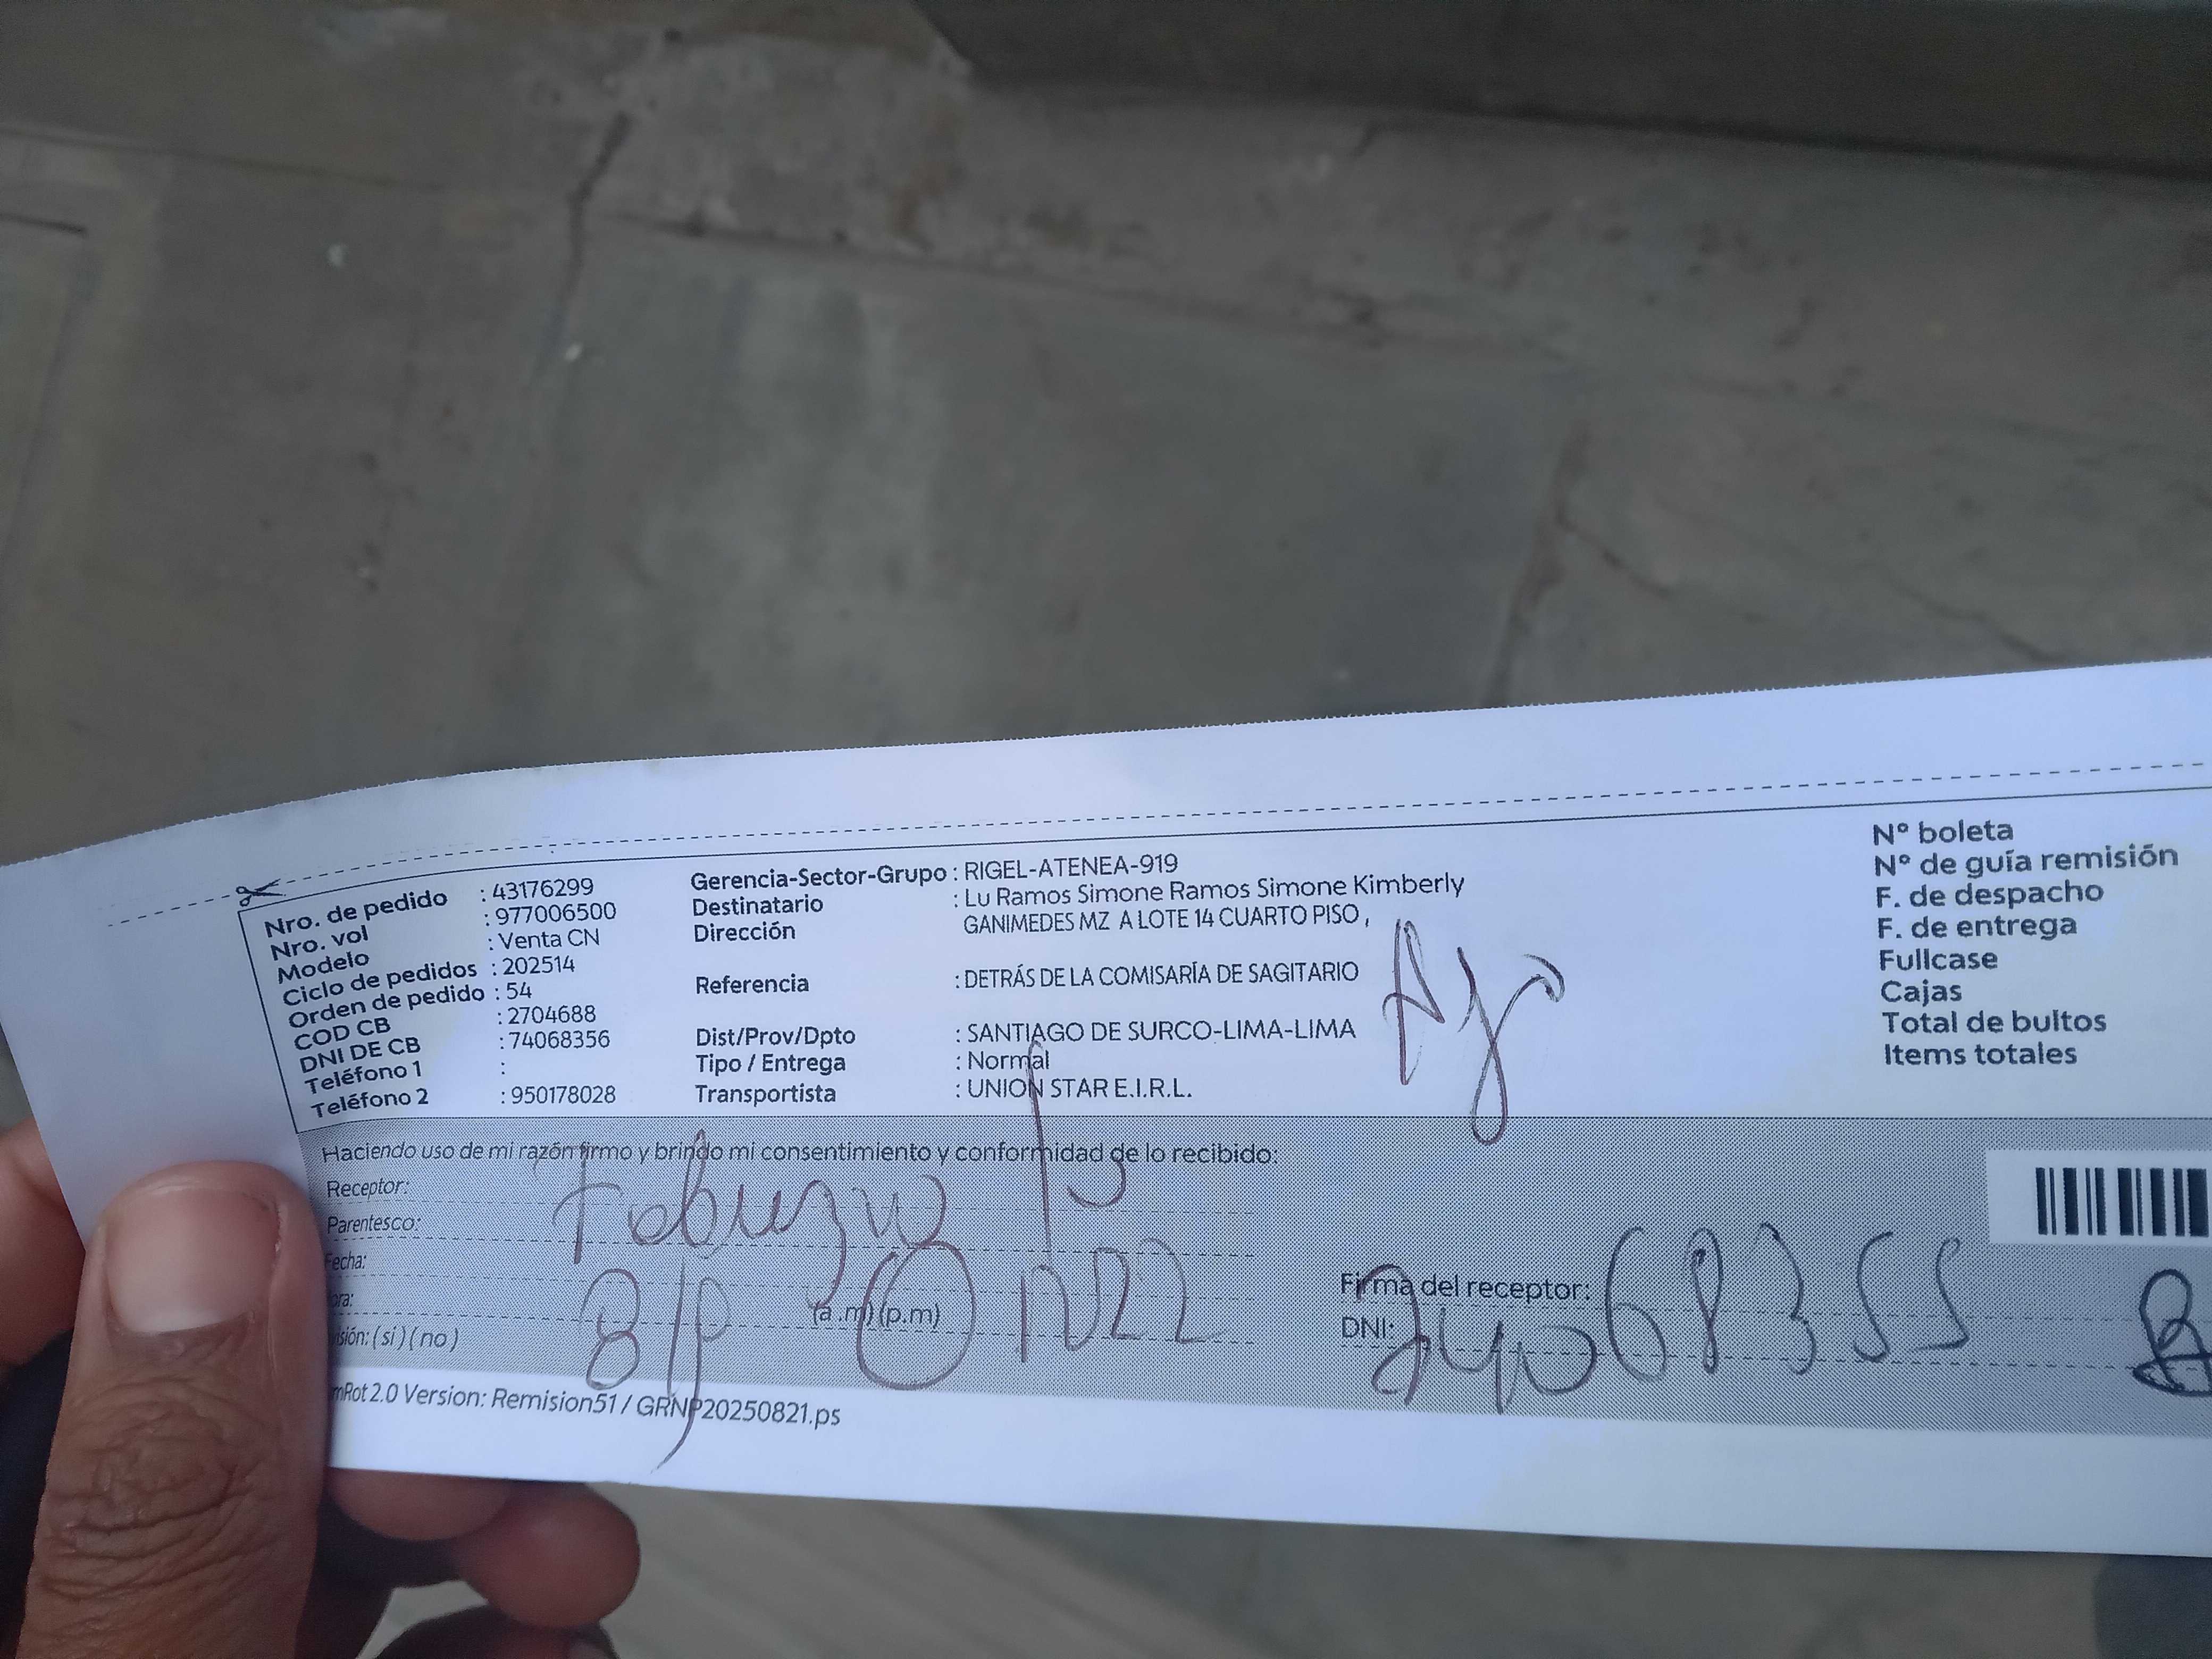 Nro. de pedido : 43176299
Nro. vol : 977006500
Modelo : Venta CN
Ciclo de pedidos : 202514
Orden de pedido : 54
COD CB : 2704688
DNI DE CB : 74068356
Teléfono 1 :
Teléfono 2 : 950178028
Gerencia-Sector-Grupo : RIGEL-ATENEA-919
Destinatario : Lu Ramos Simone Ramos Simone Kimberly
Dirección GANIMEDES MZ A LOTE 14 CUARTO PISO ,
Referencia : DETRÁS DE LA COMISARÍA DE SAGITARIO
Dist/Prov/Dpto : SANTIAGO DE SURCO-LIMA-LIMA
Tipo / Entrega : Normal
Transportista : UNION STAR E.I.R.L.
N° boleta
N° de guía remisión
F. de despacho
F. de entrega
Fullcase
Cajas
Total de bultos
Items totales
Haciendo uso de mi razón firmo y brindo mi consentimiento y conformidad de lo recibido:
Receptor:
Parentesco:
Fecha:
(a.m) (p.m)
(si) (no)
Firma del receptor:
DNI: 74068355
2.0 Version: Remision51 / GRNP20250821.ps